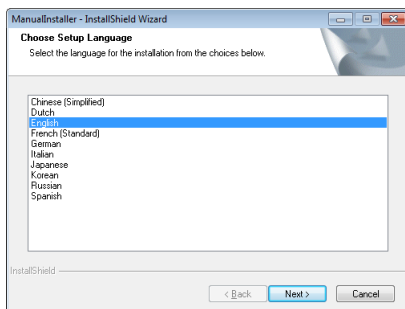 ManualInstaller - InstallShield Wizard
Choose Setup Language
Select the language for the installation from the choices below.
Chinese (Simplified)
Dutch
English
French (Standard)
German
Italian
Japanese
Korean
Russian
Spanish
InstallShield
< Back
Next >
Cancel